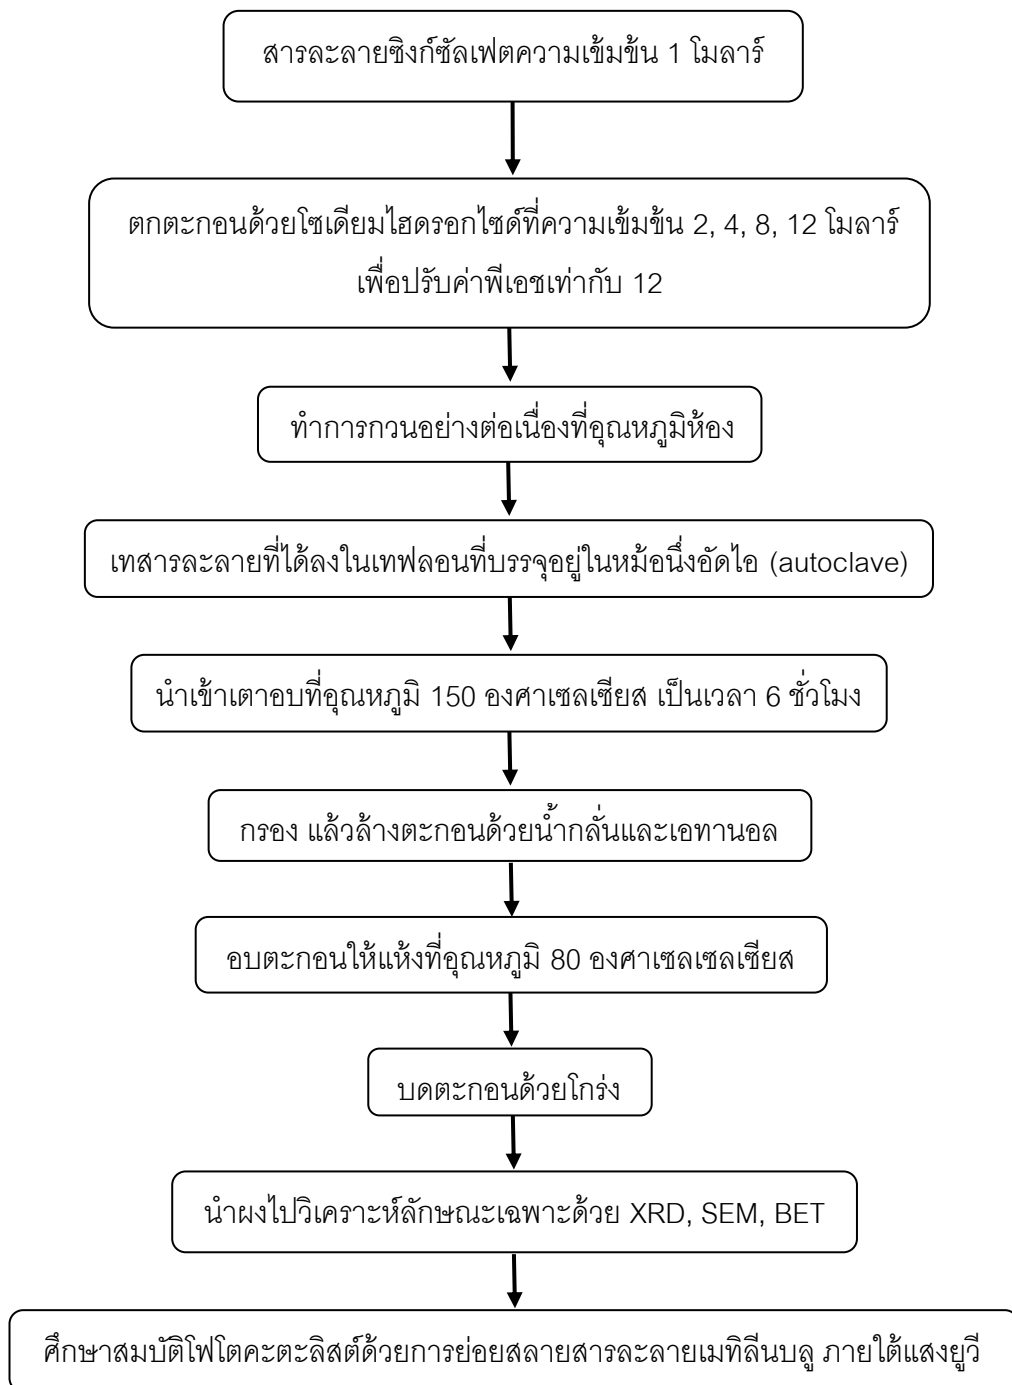 สารละลายซิงก์ซัลเฟตความเข้มข้น 1 โมลาร์
ตกตะกอนด้วยโซเดียมไฮดรอกไซด์ที่ความเข้มข้น 2, 4, 8, 12 โมลาร์
เพื่อปรับค่าพีเอชเท่ากับ 12
ทำการกวนอย่างต่อเนื่องที่อุณหภูมิห้อง
เทสารละลายที่ได้ลงในเทฟลอนที่บรรจุอยู่ในหม้อนึ่งอัดไอ (autoclave)
นำเข้าเตาอบที่อุณหภูมิ 150 องศาเซลเซียส เป็นเวลา 6 ชั่วโมง
กรอง แล้วล้างตะกอนด้วยน้ำกลั่นและเอทานอล
อบตะกอนให้แห้งที่อุณหภูมิ 80 องศาเซลเซลเซียส
บดตะกอนด้วยโกร่ง
นำผงไปวิเคราะห์ลักษณะเฉพาะด้วย XRD, SEM, BET
ศึกษาสมบัติโฟโตคะตะลิสต์ด้วยการย่อยสลายสารละลายเมทิลีนบลู ภายใต้แสงยูวี